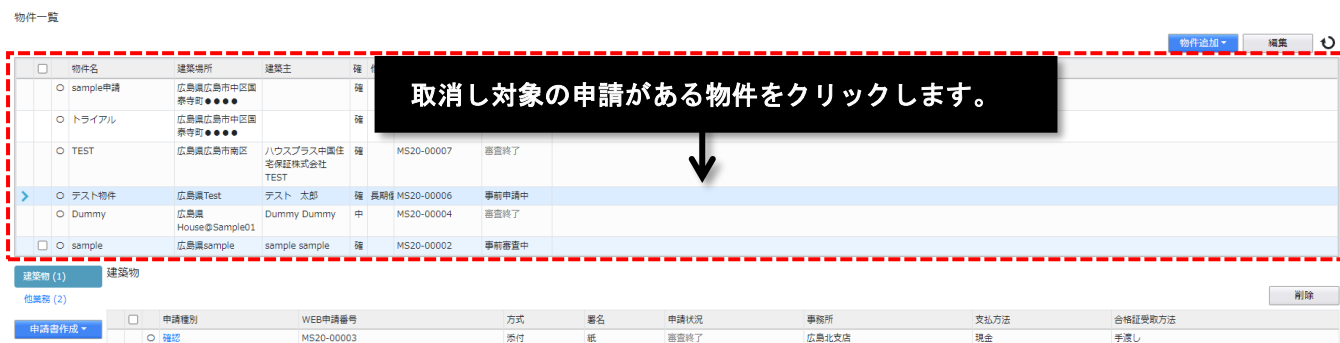 物件一覧
物件追加 編集
物件名 建築場所 建築主 確
取消し対象の申請がある物件をクリックします。
sample申請 広島県広島市中区国 確
泰寺町●●●●
トライアル 広島県広島市中区国 確
泰寺町●●●●
TEST 広島県広島市南区 ハウスプラス中国住 確 MS20-00007 審査終了
宅保証株式会社
TEST
テスト物件 広島県Test テスト 太郎 確 長期優 MS20-00006 事前申請中
Dummy 広島県 Dummy Dummy 中 MS20-00004 審査終了
House@Sample01
sample 広島県sample sample sample 確 MS20-00002 事前審査中
建築物 (1) 建築物
他業務 (2) 削除
申請書作成 申請種別 WEB申請番号 方式 署名 申請状況 事務所 支払方法 合格証受取方法
確認 MS20-00003 添付 紙 審査終了 広島北支店 現金 手渡し